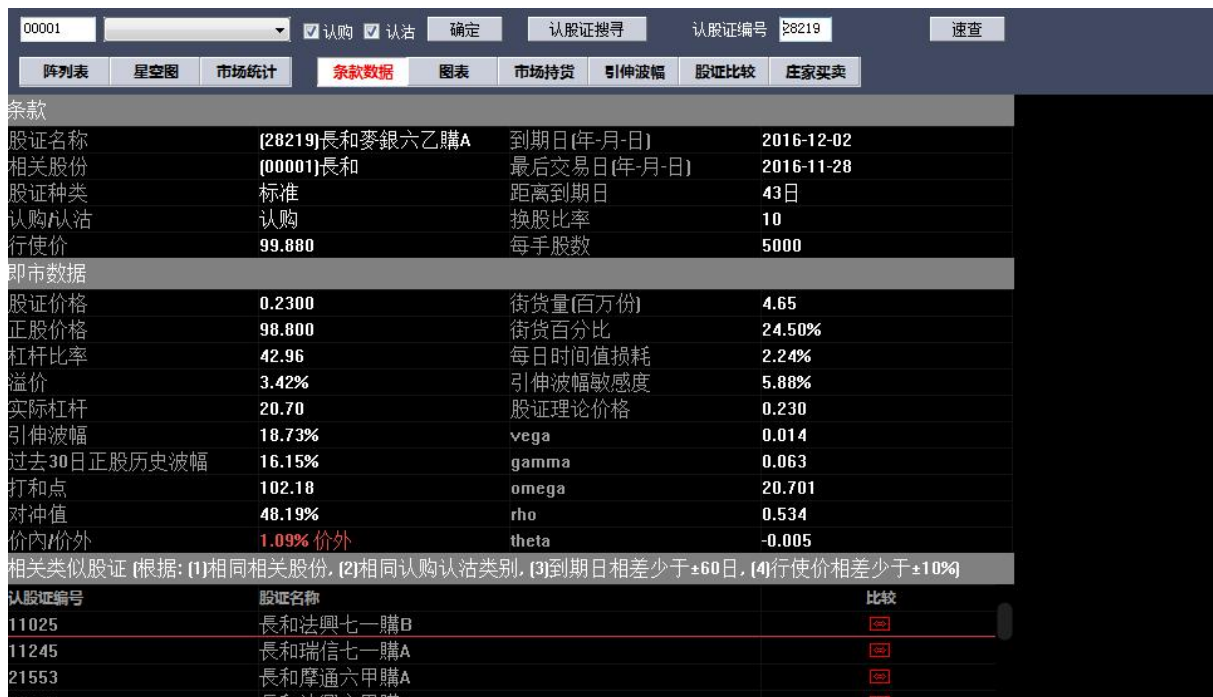 00001 认购 认沽 确定 认股证搜寻 认股证编号 28219 速查
阵列表 星空图 市场统计 条款数据 图表 市场持货 引伸波幅 股证比较 庄家买卖
条款
股证名称 (28219)長和麥銀六乙購A 到期日(年-月-日) 2016-12-02
相关股份 (00001)長和 最后交易日(年-月-日) 2016-11-28
股证种类 标准 距离到期日 43日
认购/认沽 认购 换股比率 10
行使价 99.880 每手股数 5000
即市数据
股证价格 0.2300 街货量(百万份) 4.65
正股价格 98.800 街货百分比 24.50%
杠杆比率 42.96 每日时间值损耗 2.24%
溢价 3.42% 引伸波幅敏感度 5.88%
实际杠杆 20.70 股证理论价格 0.230
引伸波幅 18.73% vega 0.014
过去30日正股历史波幅 16.15% gamma 0.063
打和点 102.18 omega 20.701
对冲值 48.19% rho 0.534
价內/价外 1.09% 价外 theta -0.005
相关类似股证 (根据: (1)相同相关股份, (2)相同认购认沽类别, (3)到期日相差少于±60日, (4)行使价相差少于±10%)
认股证编号 股证名称 比较
11025 長和法興七一購B
11245 長和瑞信七一購A
21553 長和摩通六甲購A